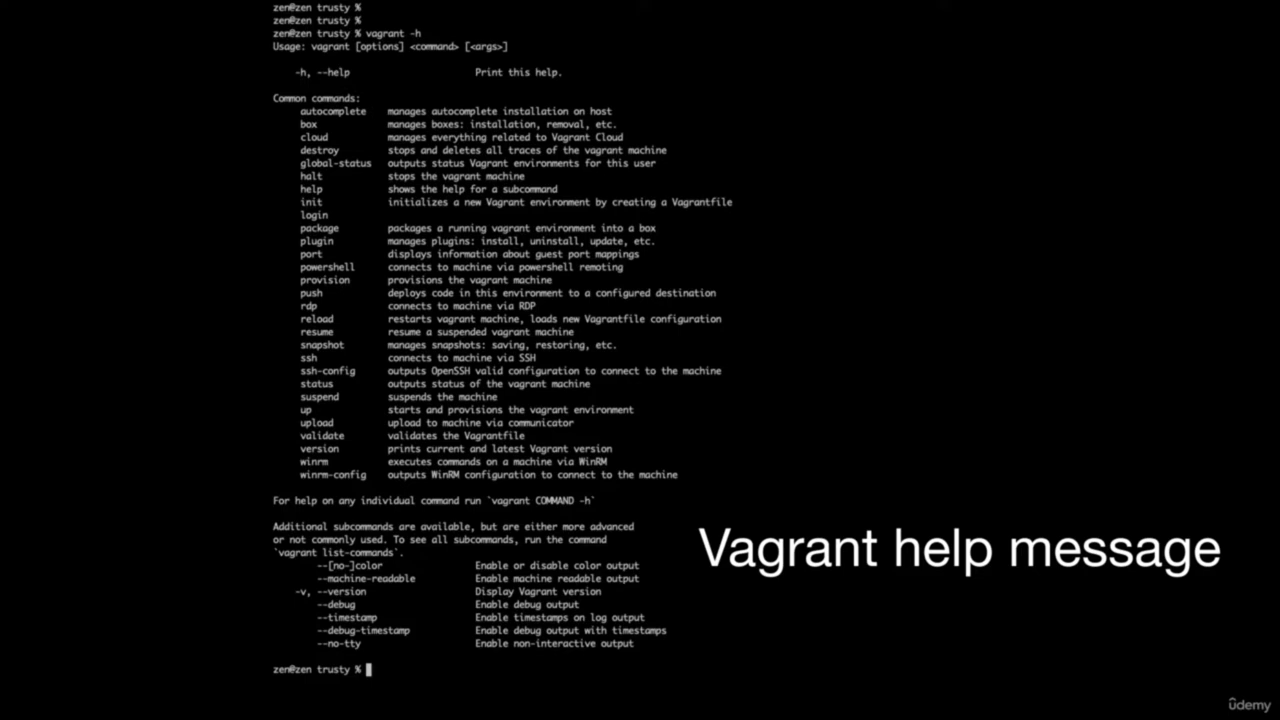 zen@zen trusty %
zen@zen trusty %
zen@zen trusty % vagrant -h
Usage: vagrant [options] <command> [<args>]
-h, --help Print this help.
Common commands:
autocomplete manages autocomplete installation on host
box manages boxes: installation, removal, etc.
cloud manages everything related to Vagrant Cloud
destroy stops and deletes all traces of the vagrant machine
global-status outputs status Vagrant environments for this user
halt stops the vagrant machine
help shows the help for a subcommand
init initializes a new Vagrant environment by creating a Vagrantfile
login
package packages a running vagrant environment into a box
plugin manages plugins: install, uninstall, update, etc.
port displays information about guest port mappings
powershell connects to machine via powershell remoting
provision provisions the vagrant machine
push deploys code in this environment to a configured destination
rdp connects to machine via RDP
reload restarts vagrant machine, loads new Vagrantfile configuration
resume resume a suspended vagrant machine
snapshot manages snapshots: saving, restoring, etc.
ssh connects to machine via SSH
ssh-config outputs OpenSSH valid configuration to connect to the machine
status outputs status of the vagrant machine
suspend suspends the machine
up starts and provisions the vagrant environment
upload upload to machine via communicator
validate validates the Vagrantfile
version prints current and latest Vagrant version
winrm executes commands on a machine via WinRM
winrm-config outputs WinRM configuration to connect to the machine
For help on any individual command run `vagrant COMMAND -h`
Additional subcommands are available, but are either more advanced
or not commonly used. To see all subcommands, run the command
`vagrant list-commands`.
--[no-]color Enable or disable color output
--machine-readable Enable machine readable output
-v, --version Display Vagrant version
--debug Enable debug output
--timestamp Enable timestamps on log output
--debug-timestamp Enable debug output with timestamps
--no-tty Enable non-interactive output
zen@zen trusty %
Vagrant help message
ûdemy